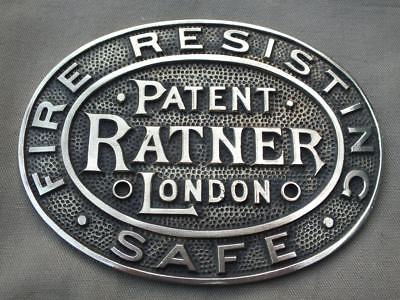 FIRE RESISTING
PATENT
RATNER
LONDON
SAFE